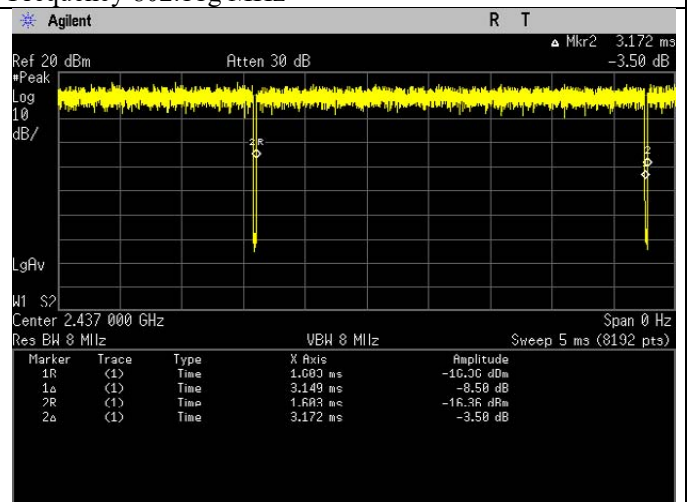 Agilent R T
Δ Mkr2 3.172 ms
Ref 20 dBm Atten 30 dB -3.50 dB
#Peak
Log
10
dB/
2R
2
LgAv
W1 S2
Center 2.437 000 GHz Span 0 Hz
Res BW 8 MHz VBW 8 MHz Sweep 5 ms (8192 pts)
Marker Trace Type X Axis Amplitude
1R (1) Time 1.603 ms -16.36 dBm
1Δ (1) Time 3.149 ms -8.50 dB
2R (1) Time 1.603 ms -16.36 dBm
2Δ (1) Time 3.172 ms -3.50 dB